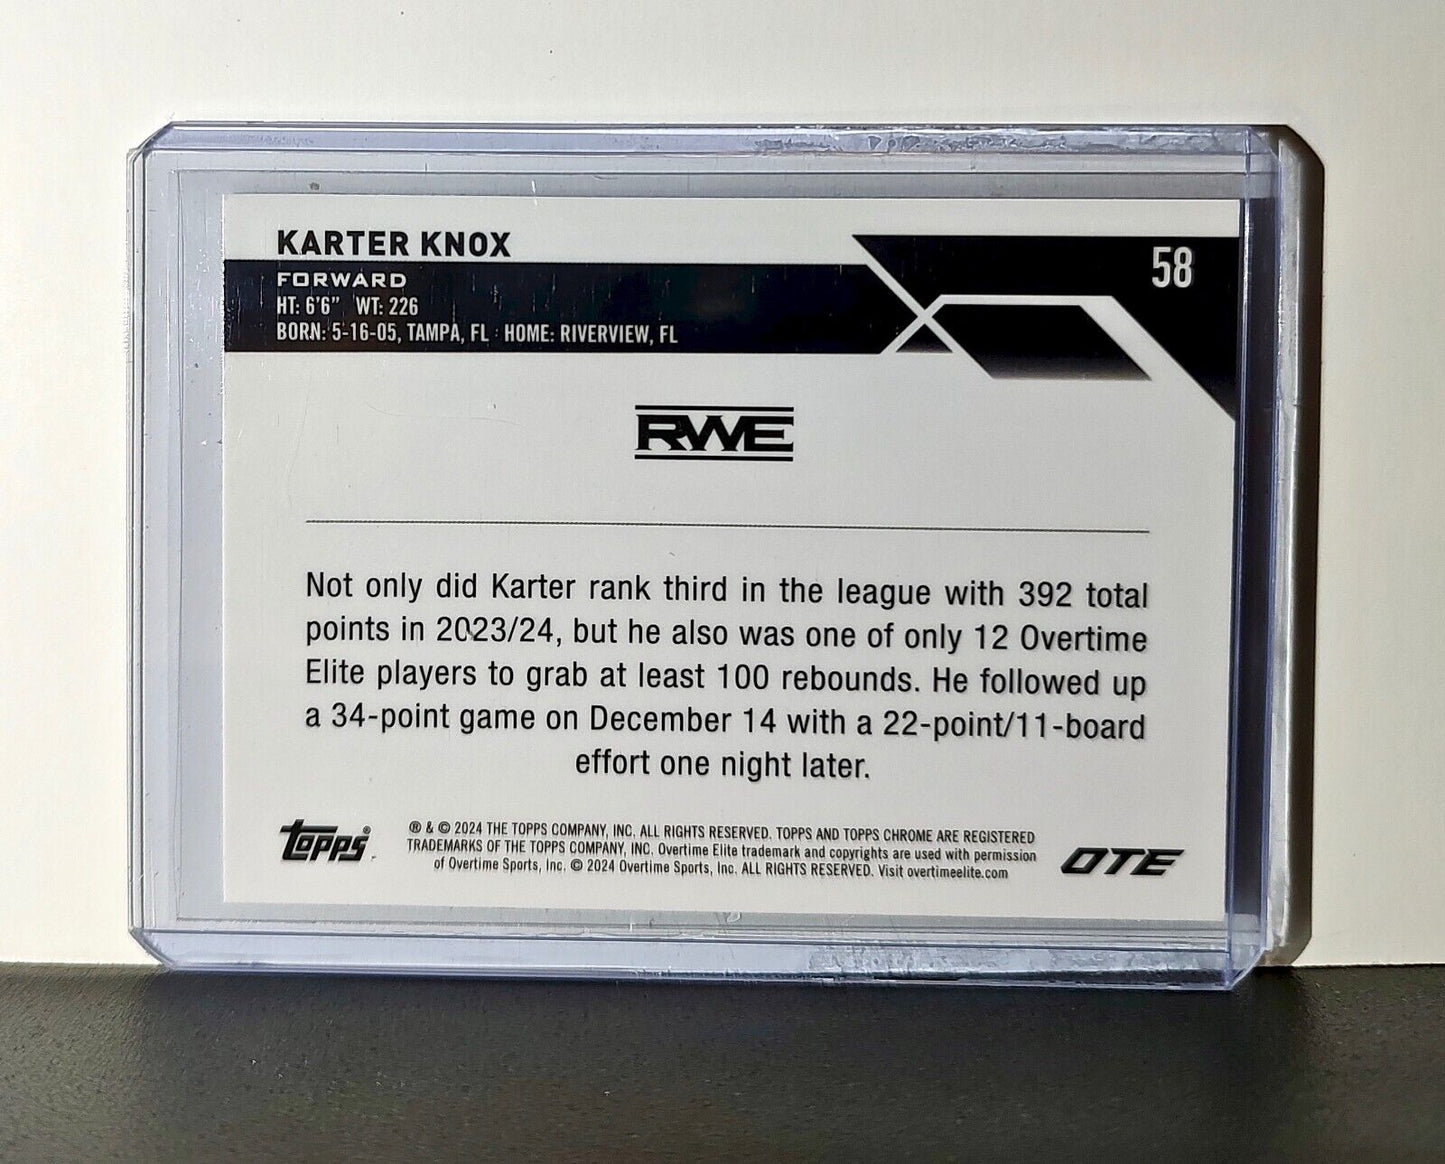 KARTER KNOX
58
FORWARD
HT: 6'6" WT: 226
BORN: 5-16-05, TAMPA, FL · HOME: RIVERVIEW, FL
RWE
Not only did Karter rank third in the league with 392 total
points in 2023/24, but he also was one of only 12 Overtime
Elite players to grab at least 100 rebounds. He followed up
a 34-point game on December 14 with a 22-point/11-board
effort one night later.
topps®
® & © 2024 THE TOPPS COMPANY, INC. ALL RIGHTS RESERVED. TOPPS AND TOPPS CHROME ARE REGISTERED
TRADEMARKS OF THE TOPPS COMPANY, INC. Overtime Elite trademark and copyrights are used with permission
of Overtime Sports, Inc. © 2024 Overtime Sports, Inc. ALL RIGHTS RESERVED. Visit overtimeelite.com
OTE